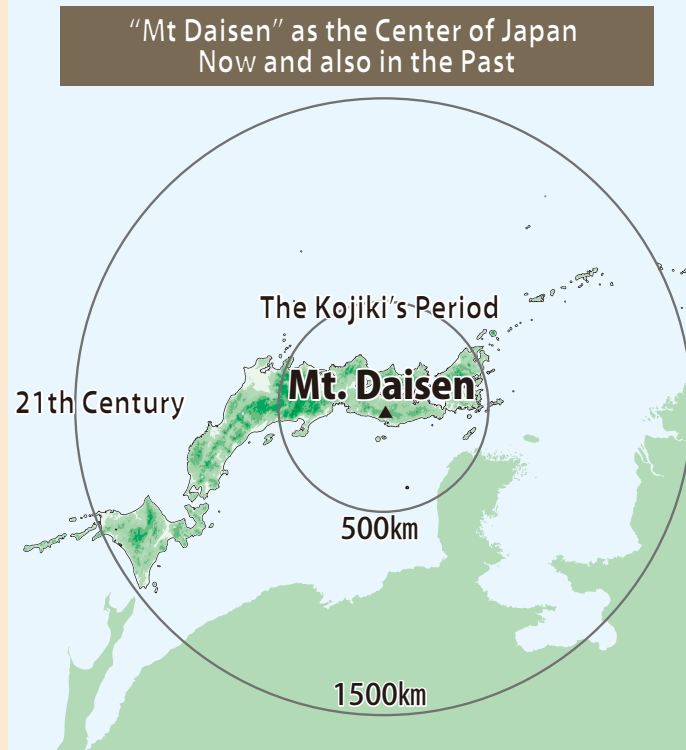 “Mt Daisen” as the Center of Japan
Now and also in the Past
The Kojiki’s Period
Mt. Daisen
21th Century
500km
1500km